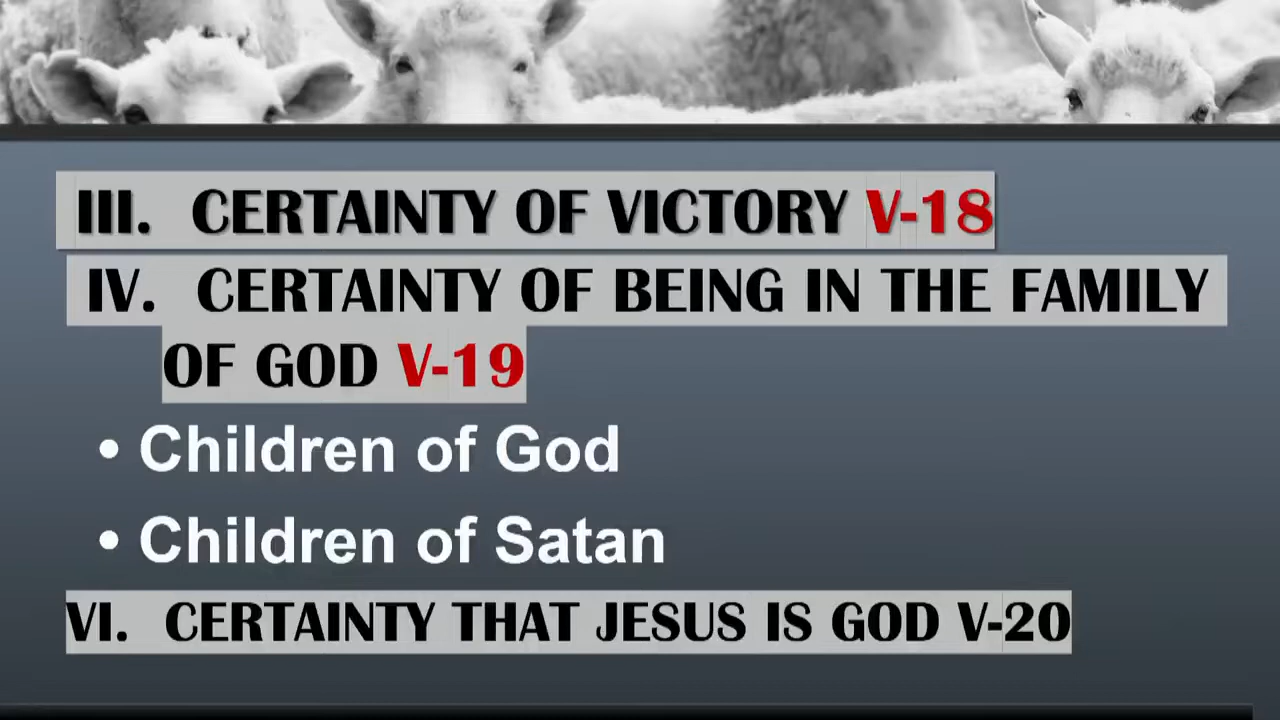 III. CERTAINTY OF VICTORY V-18
IV. CERTAINTY OF BEING IN THE FAMILY
OF GOD V-19
• Children of God
• Children of Satan
VI. CERTAINTY THAT JESUS IS GOD V-20